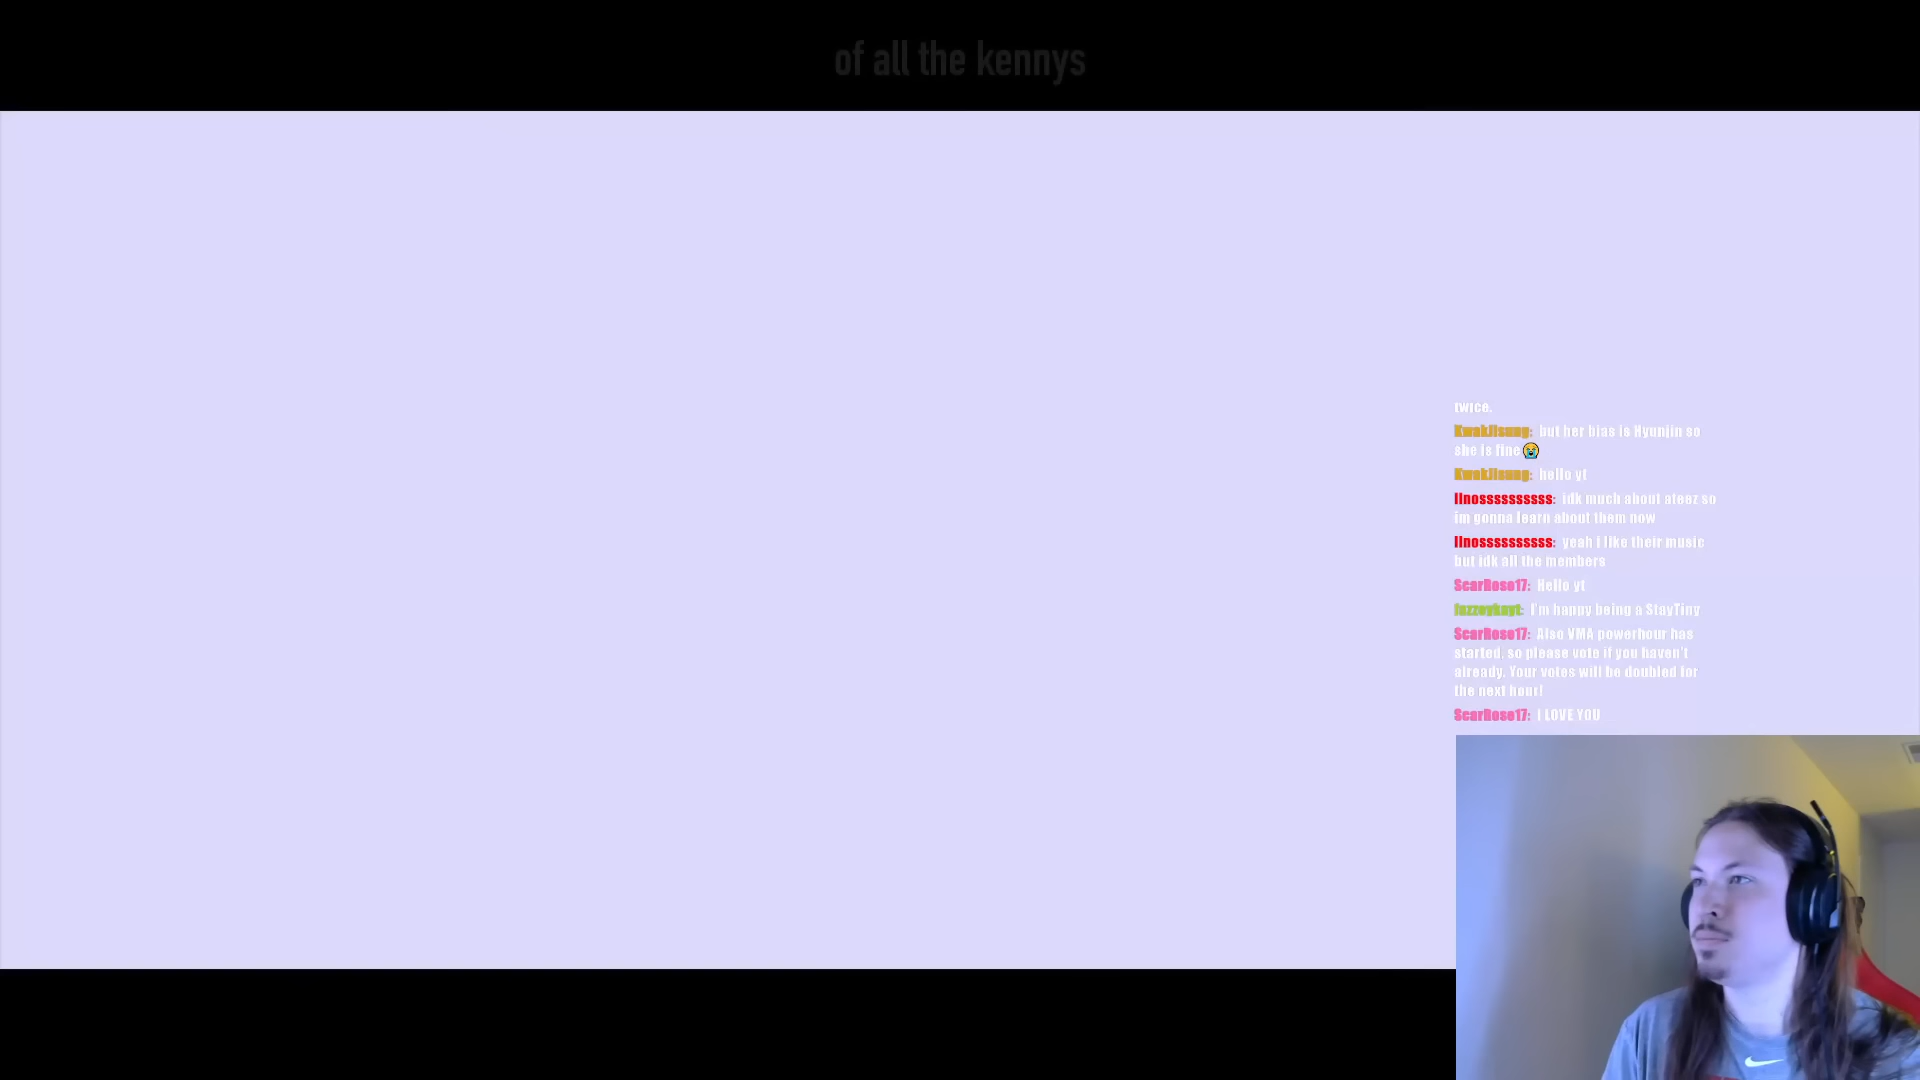 of all the kennys
twice.
KwakJisung: but her bias is Hyunjin so
she is fine😭
KwakJisung: hello yt
linossssssssss: idk much about ateez so
im gonna learn about them now
linossssssssss: yeah i like their music
but idk all the members
ScarRose17: Hello yt
I'm happy being a StayTiny
ScarRose17: Also VMA powerhour has
started, so please vote if you haven't
already. Your votes will be doubled for
the next hour!
ScarRose17: I LOVE YOU